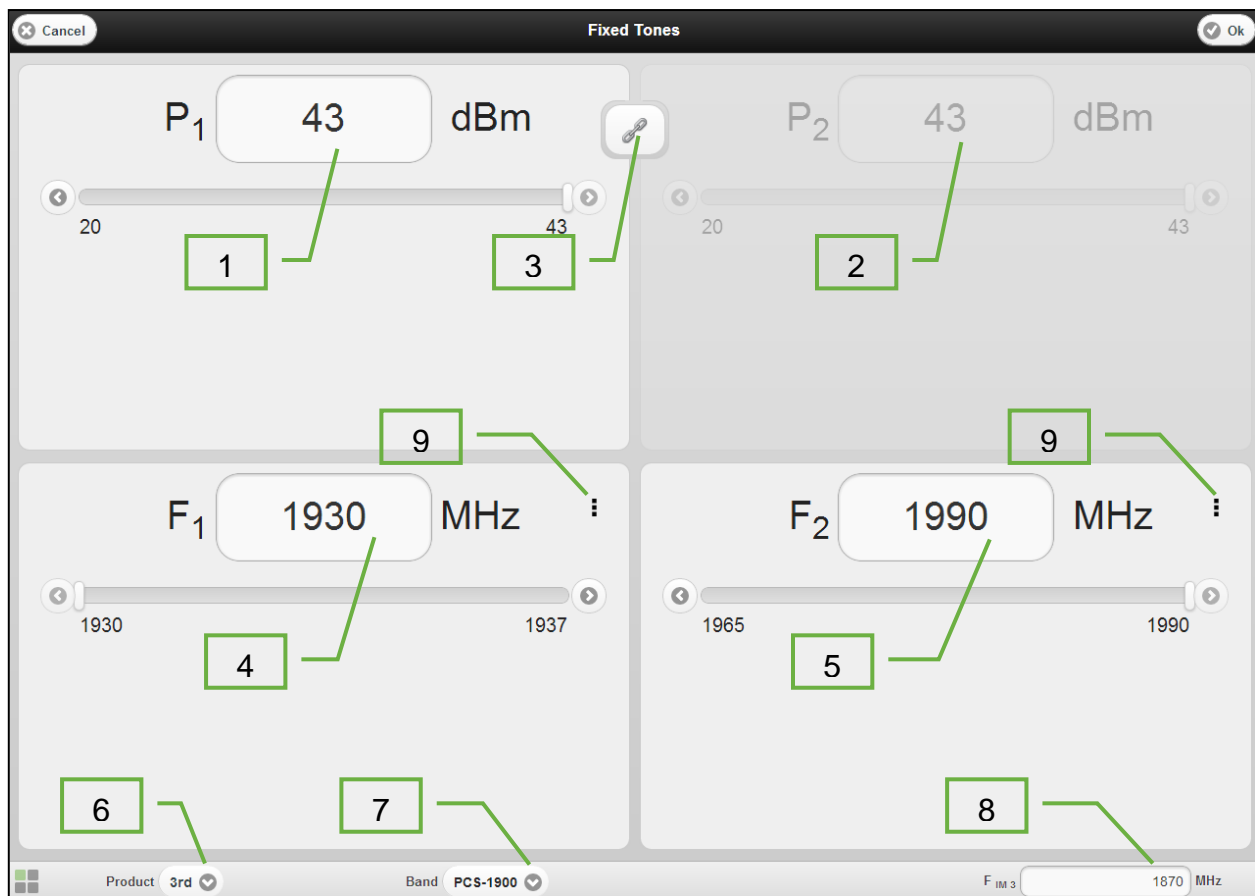 Cancel Fixed Tones Ok
P1 43 dBm
P2 43 dBm
20 43
20 43
1 3 2
9 9
F1 1930 MHz
F2 1990 MHz
1930 1937
1965 1990
4 5
6 7 8
Product 3rd Band PCS-1900 F IM 3 1870 MHz